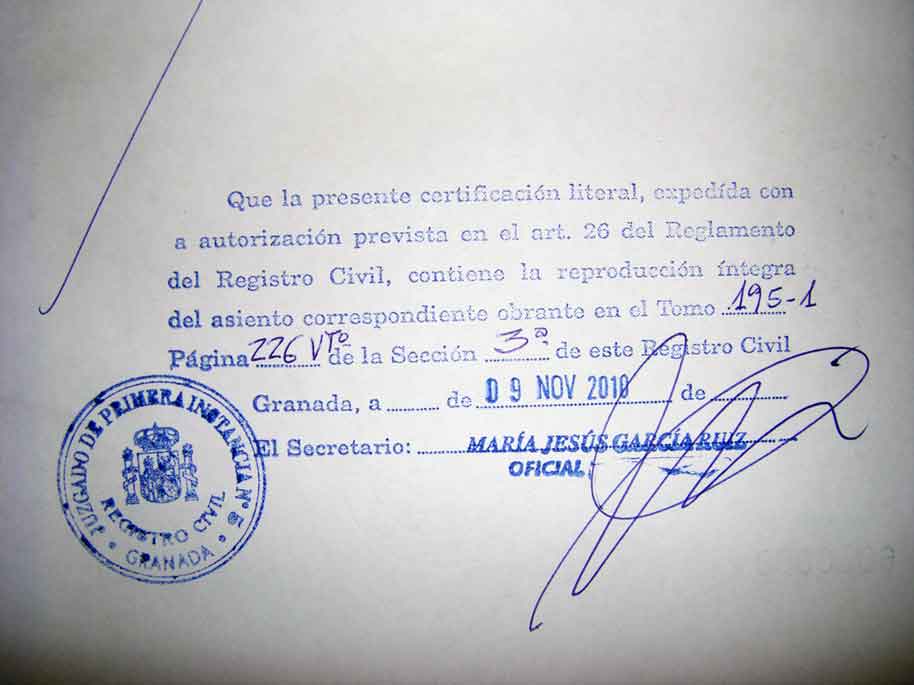 Que la presente certificación literal, expedída con
a autorización prevista en el art. 26 del Reglamento
del Registro Civil, contiene la reproducción íntegra
del asiento correspondiente obrante en el Tomo 195-1
Página 226 Vtº de la Sección 3ª de este Registro Civil
Granada, a de 09 NOV 2010 de
El Secretario: MARÍA JESÚS GARCÍA RUIZ
OFICIAL
JUZGADO DE PRIMERA INSTANCIA Nº 5
REGISTRO CIVIL
GRANADA